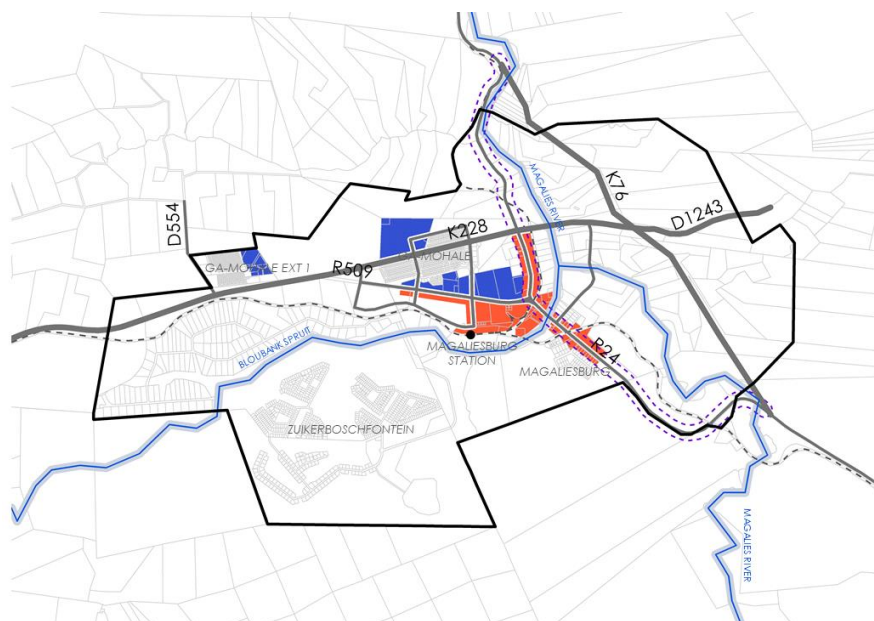 MAGALIES RIVER
K76
D1243
D554
K228
GA-MOHALE
GA-MOHALE EXT 1
R509
BLOUBANK SPRUIT
MAGALIESBURG
STATION
R24
MAGALIESBURG
ZUIKERBOSCHFONTEIN
MAGALIES RIVER